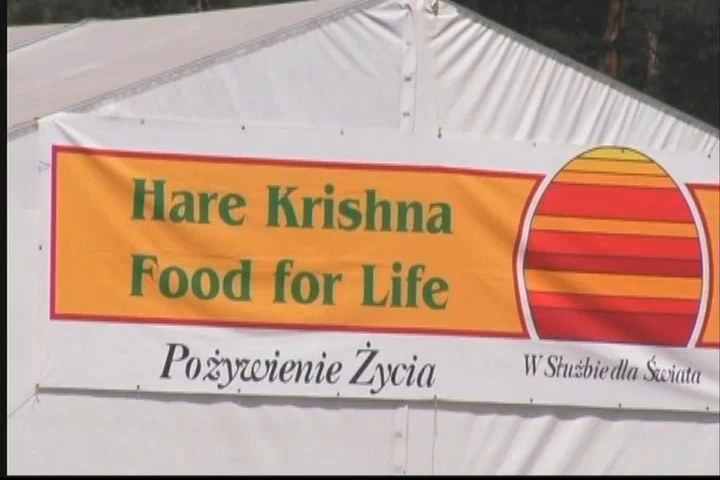 Hare Krishna
Food for Life
Pożywienie Życia
W Służbie dla Świata